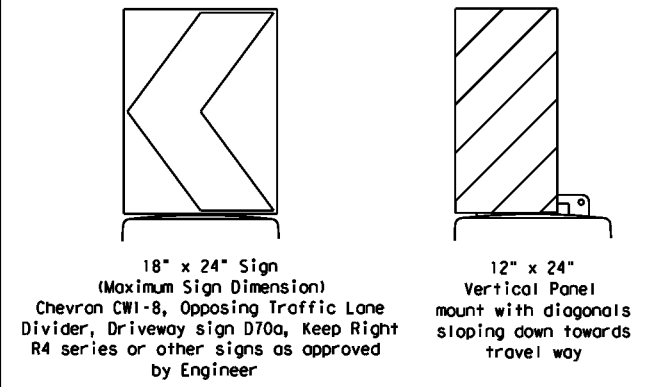 18" x 24" Sign
(Maximum Sign Dimension)
Chevron CW1-8, Opposing Traffic Lane
Divider, Driveway sign D70a, Keep Right
R4 series or other signs as approved
by Engineer
12" x 24"
Vertical Panel
mount with diagonals
sloping down towards
travel way